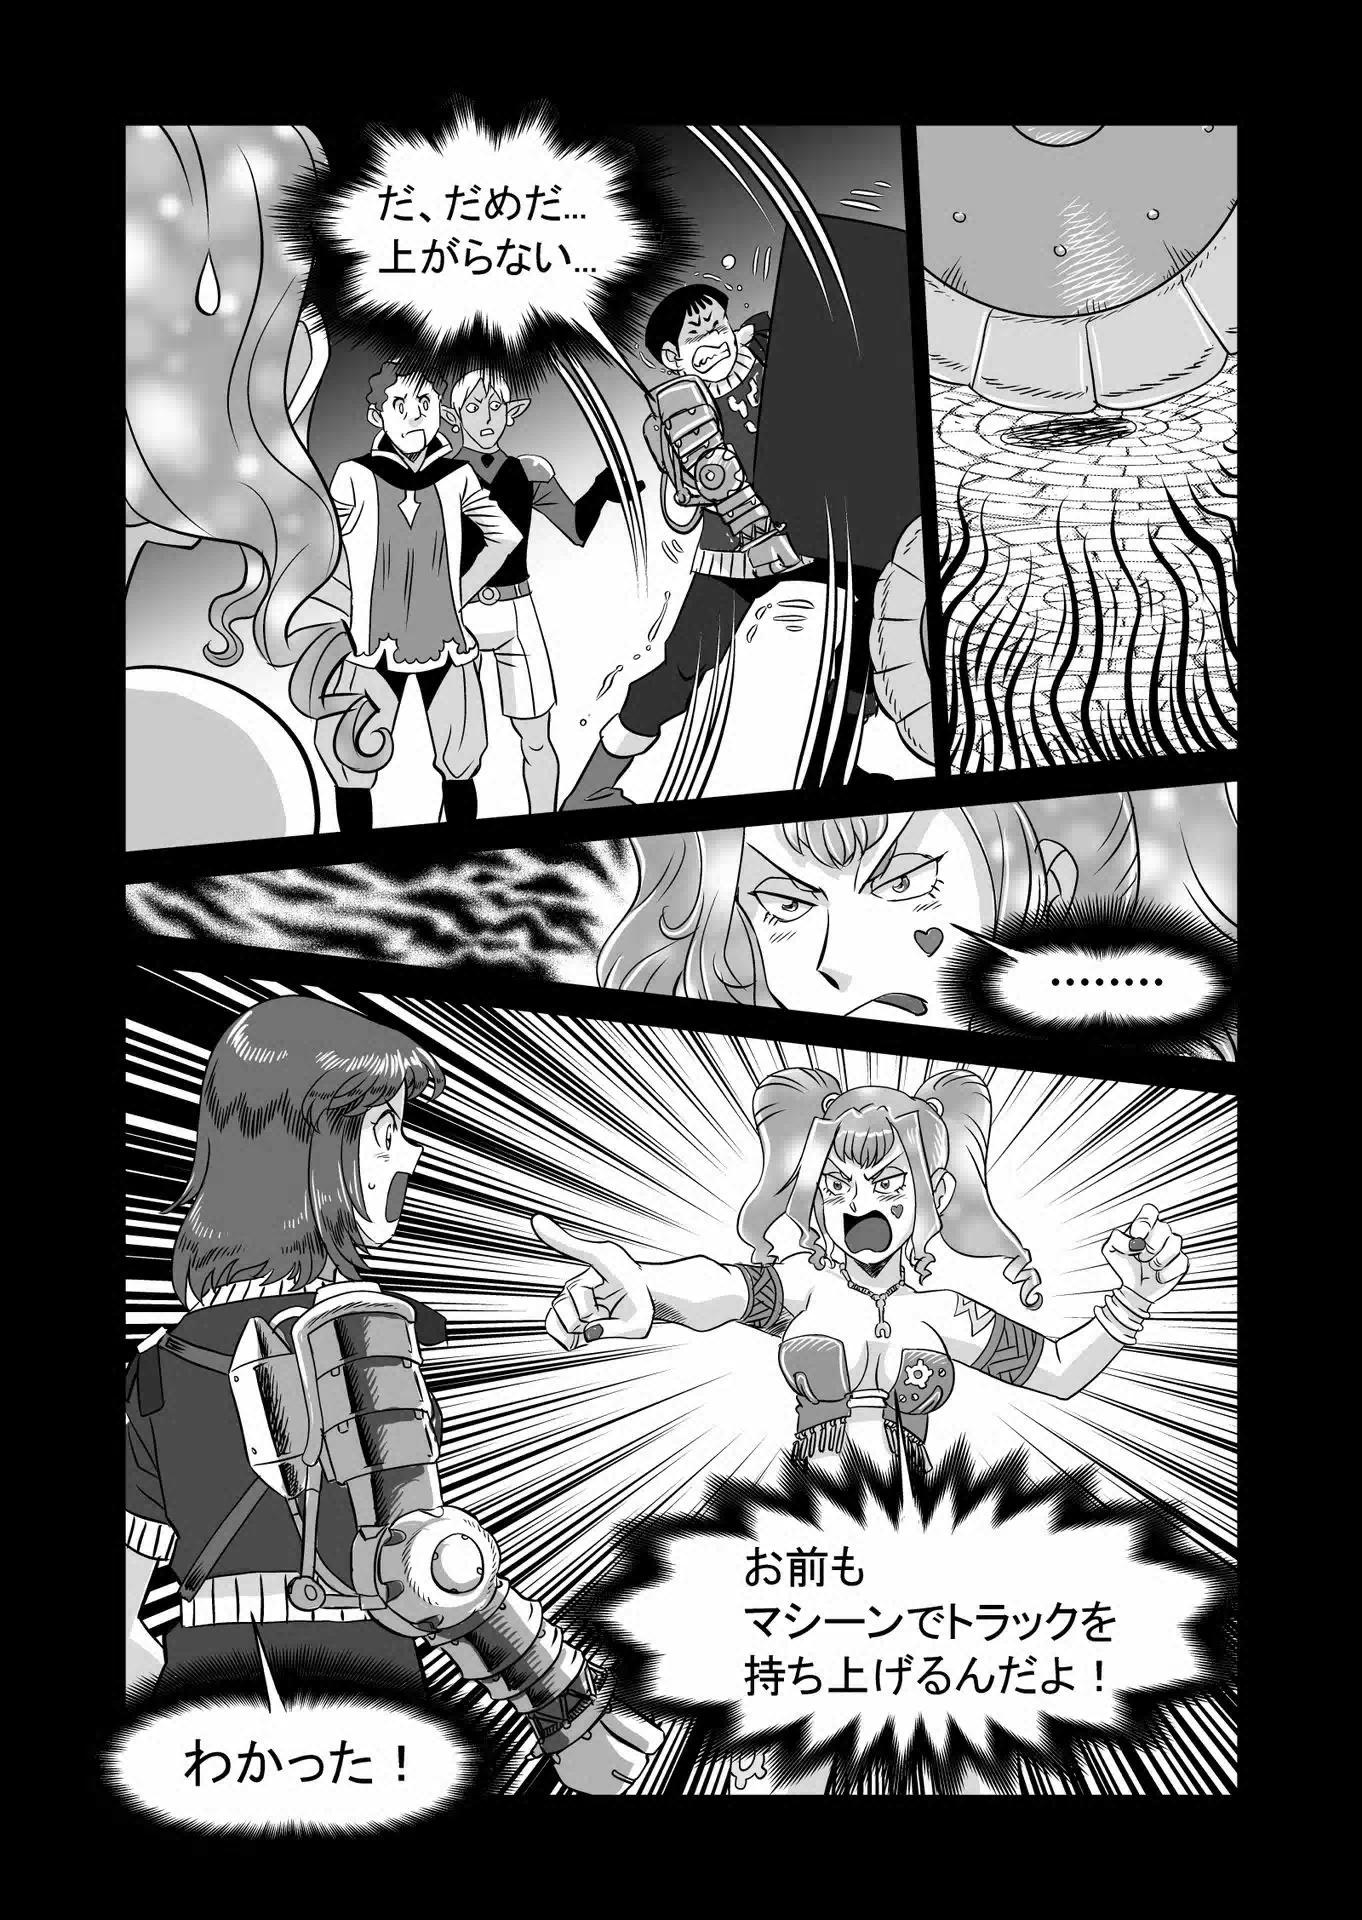 だ、だめだ…
上がらない…
‥‥‥‥
お前も
マシーンでトラックを
持ち上げるんだよ！
わかった！